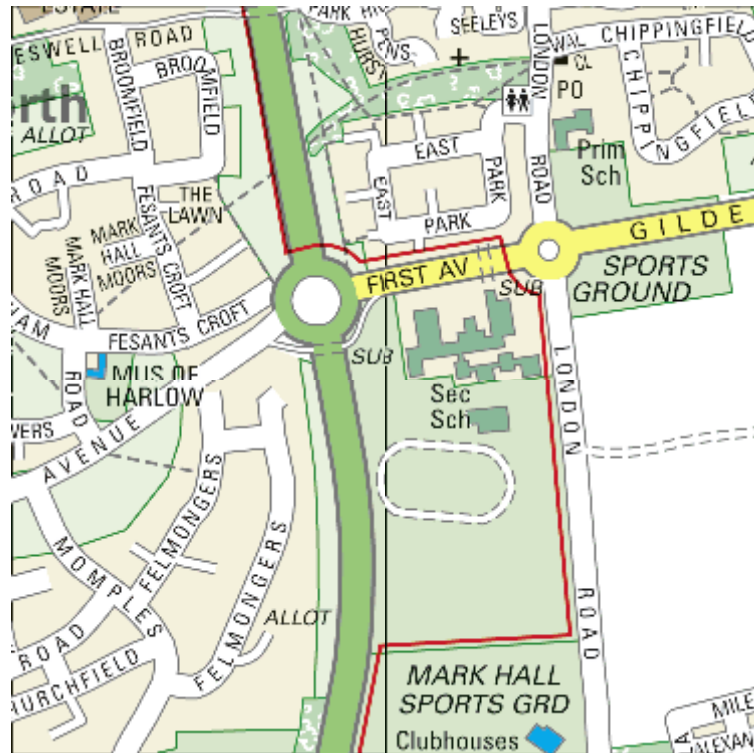 ESTATE
ESWELL ROAD
BROOMFIELD
BROOMFIELD
rth
ALLOT
ROAD
THE
LAWN
FESANTS CROFT
MARK
HALL
MOORS
MARK HALL
MOORS
FESANTS CROFT
ROAD
MUS OF
HARLOW
AVENUE
MOMPLES
FELMONGERS
FELMONGERS
ROAD
ALLOT
PARK
HURST
SEELEYS
LONDON
ROAD
CL
PO
CHIPPINGFIELD
CHIPPINGFIELD
Prim
Sch
EAST
PARK
EAST
PARK
FIRST AV
GILDE
SUB
SPORTS
GROUND
SUB
Sec
Sch
LONDON
ROAD
MARK HALL
SPORTS GRD
Clubhouses
MILE